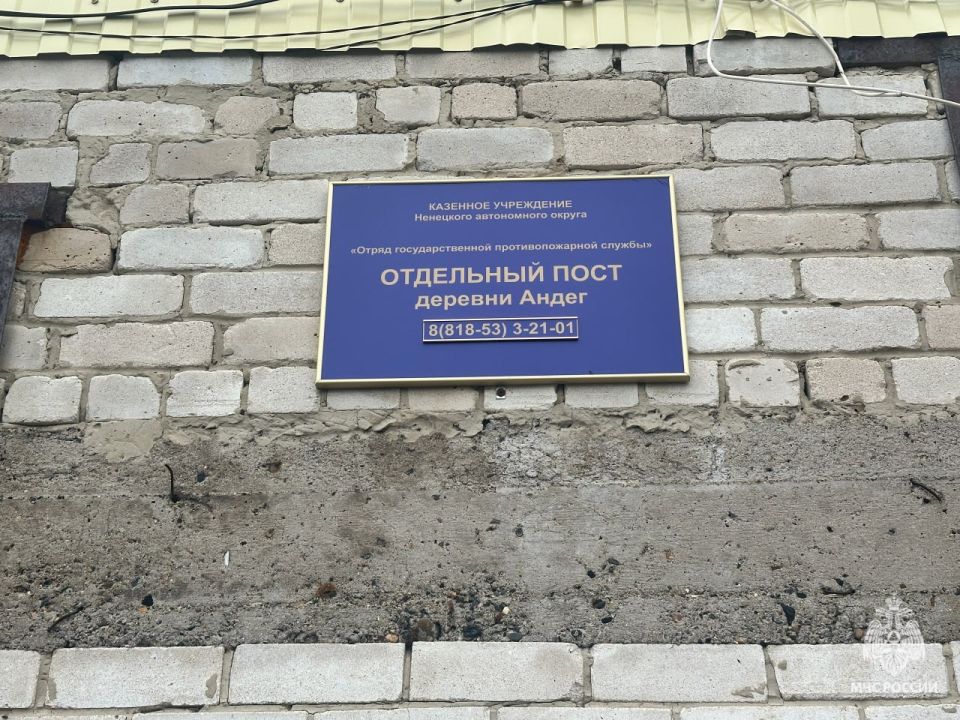 КАЗЕННОЕ УЧРЕЖДЕНИЕ
Ненецкого автономного округа
«Отряд государственной противопожарной службы»
ОТДЕЛЬНЫЙ ПОСТ
деревни Андег
8(818-53) 3-21-01
МЧС РОССИИ